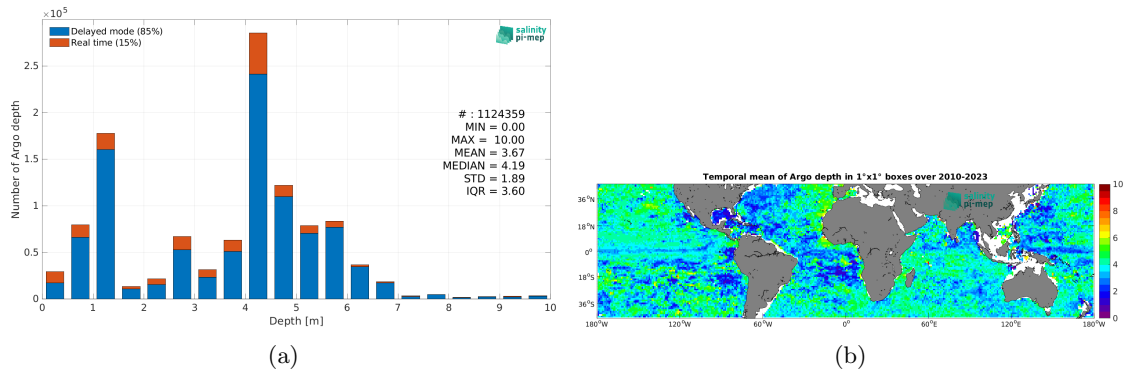 ×10^5
Delayed mode (85%)
Real time (15%)
salinity
pi-mep
# : 1124359
MIN = 0.00
MAX = 10.00
MEAN = 3.67
MEDIAN = 4.19
STD = 1.89
IQR = 3.60
Number of Argo depth
2.5
2
1.5
1
0.5
0
0 1 2 3 4 5 6 7 8 9 10
Depth [m]
(a)
Temporal mean of Argo depth in 1°x1° boxes over 2010-2023
salinity
pi-mep
36°N
18°N
0°
18°S
36°S
180°W 120°W 60°W 0° 60°E 120°E 180°W
10
8
6
4
2
0
(b)